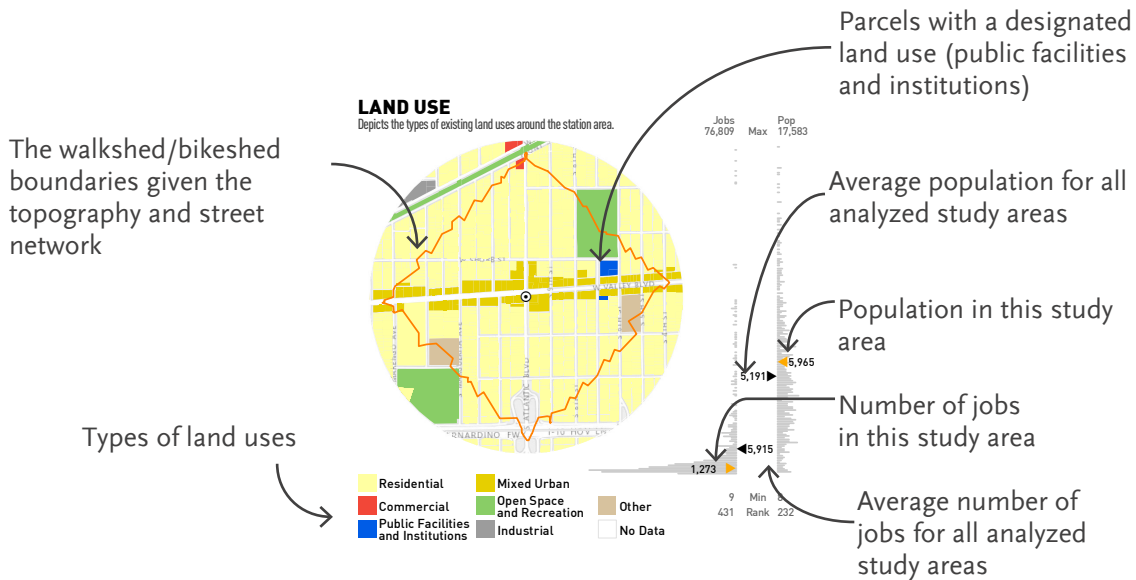 Parcels with a designated
land use (public facilities
and institutions)
LAND USE
Depicts the types of existing land uses around the station area.
Jobs
Pop
76,809 Max 17,583
The walkshed/bikeshed
boundaries given the
topography and street
network
Average population for all
analyzed study areas
W VALLEY BLVD
S ATLANTIC BLVD
Population in this study
area
5,965
5,191
Number of jobs
in this study area
Types of land uses
5,915
1,273
Residential
Mixed Urban
Commercial
Open Space
and Recreation
Other
Public Facilities
and Institutions
Industrial
No Data
9 Min
431 Rank 232
Average number of
jobs for all analyzed
study areas